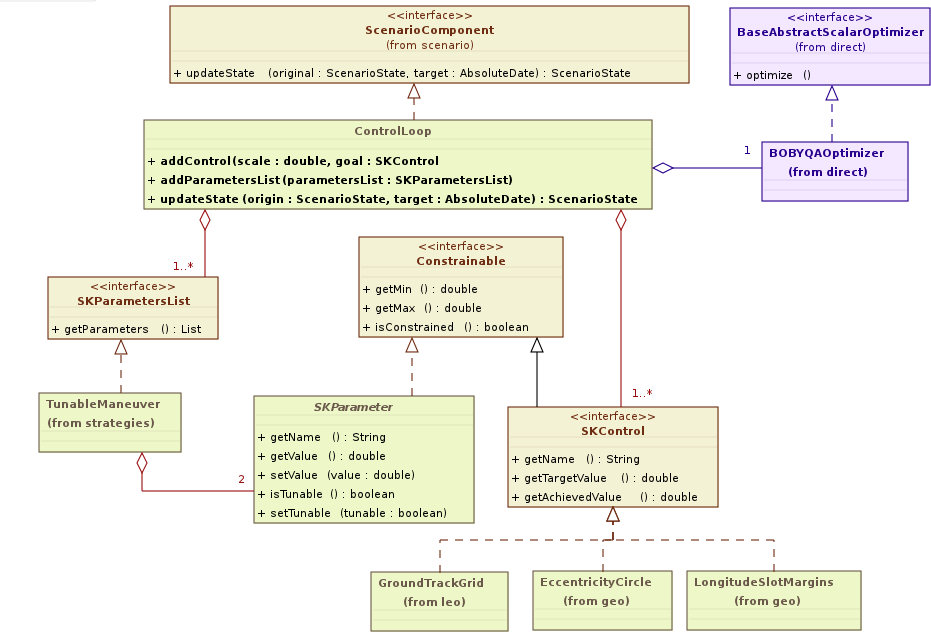 <<interface>>
ScenarioComponent
(from scenario)
+ updateState (original : ScenarioState, target : AbsoluteDate) : ScenarioState
<<interface>>
BaseAbstractScalarOptimizer
(from direct)
+ optimize ()
ControlLoop
+ addControl(scale : double, goal : SKControl
+ addParametersList(parametersList : SKParametersList)
+ updateState (origin : ScenarioState, target : AbsoluteDate) : ScenarioState
1
BOBYQAOptimizer
(from direct)
1..*
<<interface>>
SKParametersList
+ getParameters () : List
<<interface>>
Constrainable
+ getMin () : double
+ getMax () : double
+ isConstrained () : boolean
TunableManeuver
(from strategies)
2
SKParameter
+ getName () : String
+ getValue () : double
+ setValue (value : double)
+ isTunable () : boolean
+ setTunable (tunable : boolean)
1..*
<<interface>>
SKControl
+ getName () : String
+ getTargetValue () : double
+ getAchievedValue () : double
GroundTrackGrid
(from leo)
EccentricityCircle
(from geo)
LongitudeSlotMargins
(from geo)